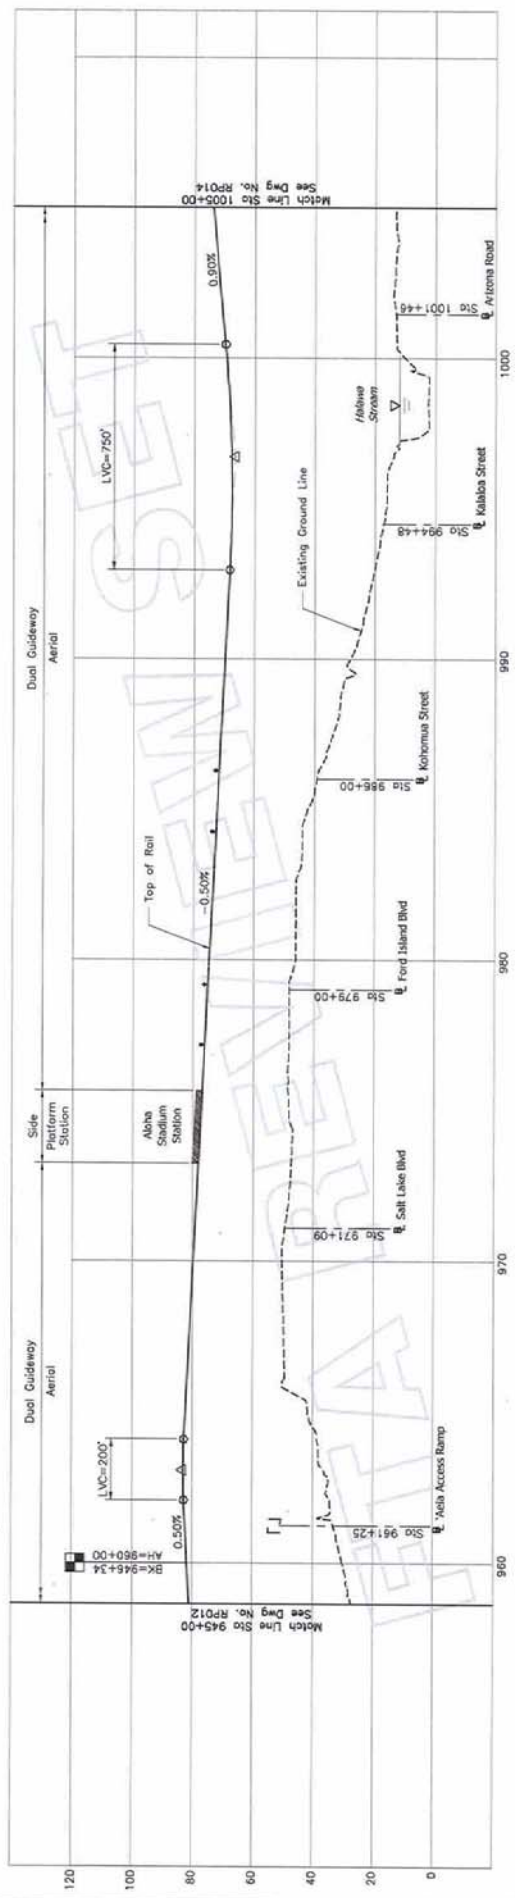 Dual Guideway
Aerial
Side
Platform
Station
Dual Guideway
Aerial
Aloha
Stadium
Station
LVC=200'
LVC=750'
BK=946+34
AH=960+00
0.50%
Top of Rail
-0.50%
0.90%
Match Line Sta 945+00
See Dwg No. RP012
Match Line Sta 1005+00
See Dwg No. RP014
Existing Ground Line
Halawa
Stream
Sta 961+25
℄ 'Aeia Access Ramp
Sta 971+09
℄ Salt Lake Blvd
Sta 979+00
℄ Ford Island Blvd
Sta 986+00
℄ Kohomua Street
Sta 994+48
℄ Kalaloa Street
Sta 1001+46
℄ Arizona Road
120
100
80
60
40
20
0
960
970
980
990
1000
FTA REVIEW SET